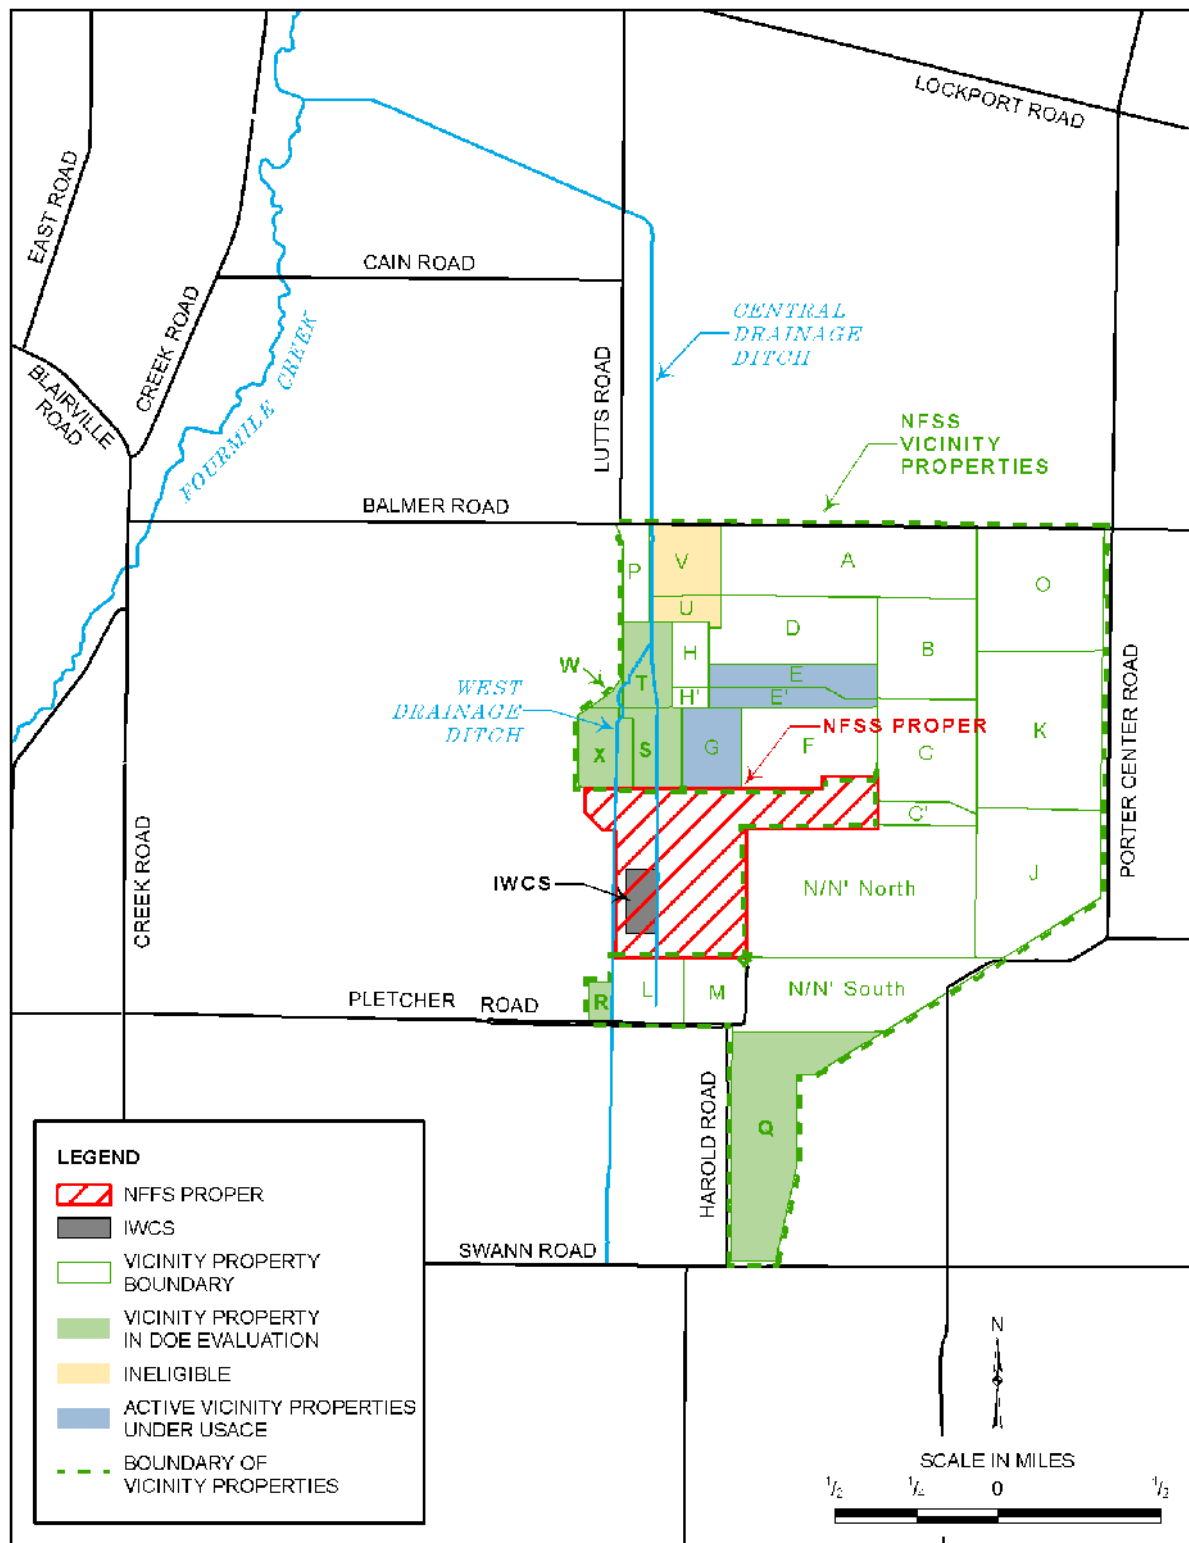 LOCKPORT ROAD
EAST ROAD
CAIN ROAD
CREEK ROAD
CENTRAL
DRAINAGE
DITCH
BLAIRVILLE
ROAD
FOURMILE CREEK
LUTTS ROAD
NFSS
VICINITY
PROPERTIES
BALMER ROAD
P
V
A
O
U
D
H
B
W
T
E
H'
E'
WEST
DRAINAGE
DITCH
NFSS PROPER
K
X
S
G
F
C
C'
PORTER CENTER ROAD
J
IWCS
N/N' North
CREEK ROAD
R
L
M
N/N' South
PLETCHER ROAD
HAROLD ROAD
Q
SWANN ROAD
LEGEND
NFFS PROPER
IWCS
VICINITY PROPERTY
BOUNDARY
VICINITY PROPERTY
IN DOE EVALUATION
INELIGIBLE
ACTIVE VICINITY PROPERTIES
UNDER USACE
BOUNDARY OF
VICINITY PROPERTIES
N
SCALE IN MILES
1/2 1/4 0 1/2